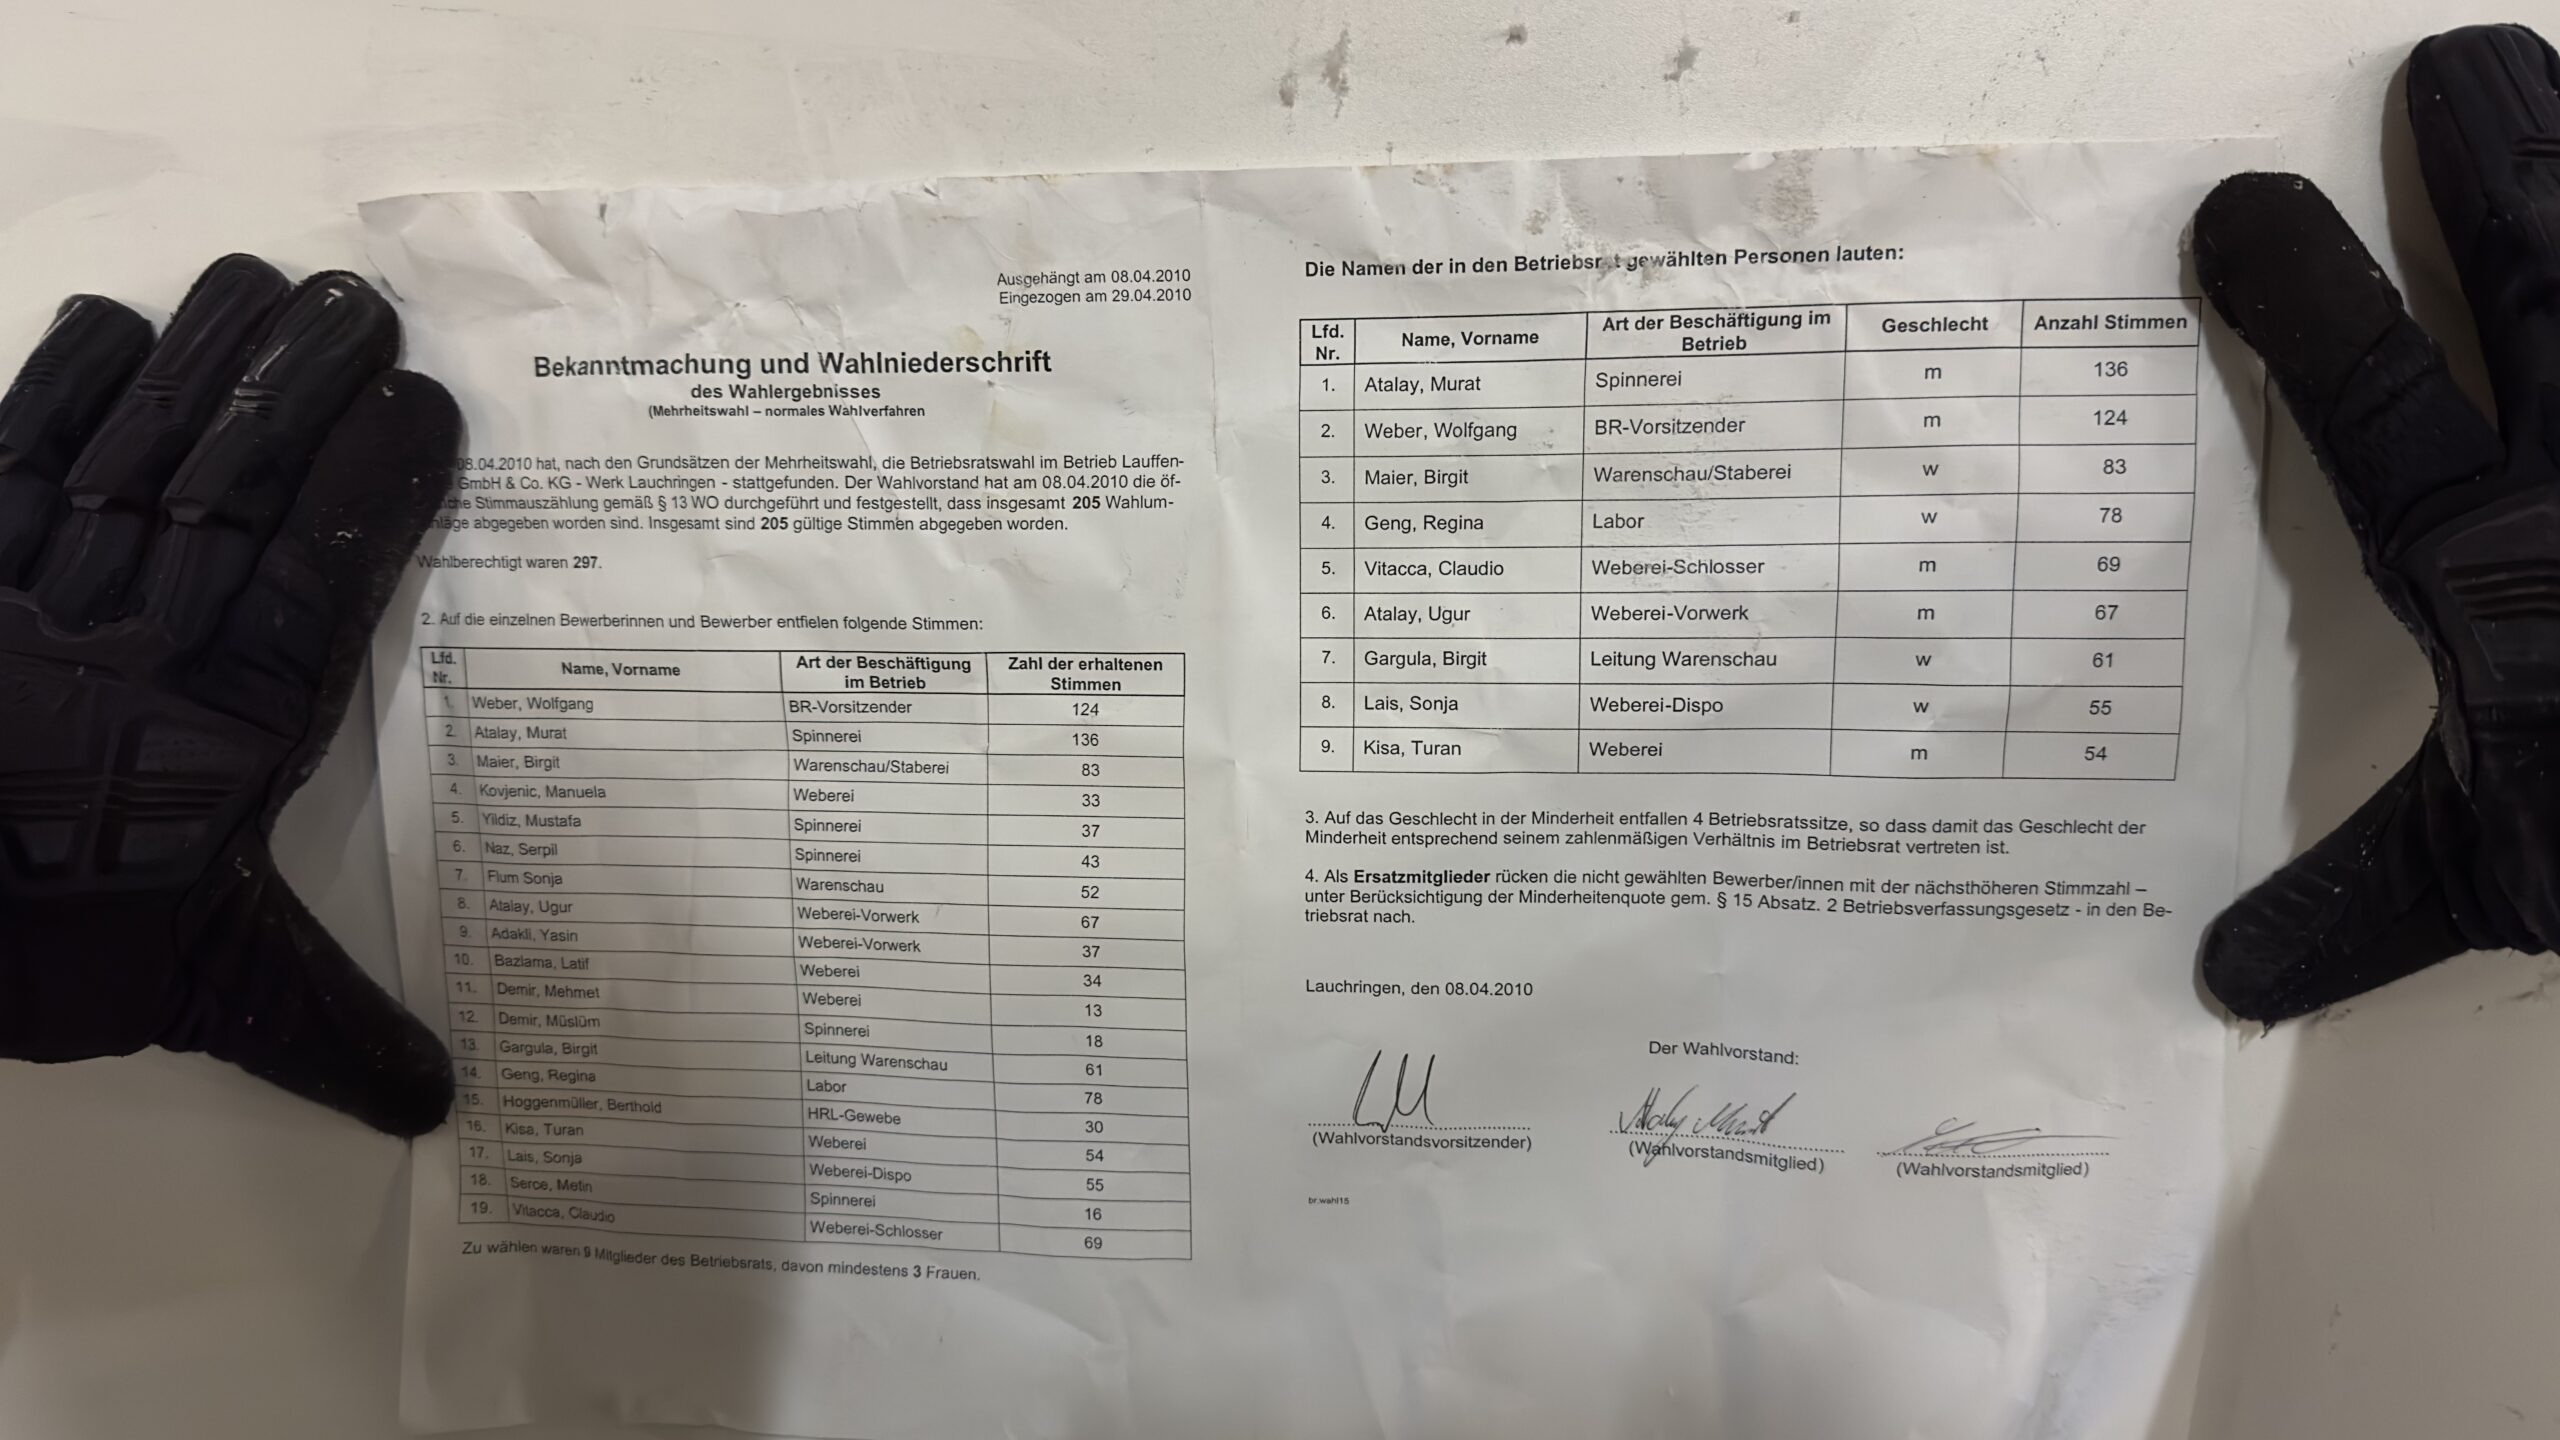 Ausgehängt am 08.04.2010
Eingezogen am 29.04.2010
Bekanntmachung und Wahlniederschrift
des Wahlergebnisses
(Mehrheitswahl – normales Wahlverfahren
08.04.2010 hat, nach den Grundsätzen der Mehrheitswahl, die Betriebsratswahl im Betrieb Lauffen-
GmbH & Co. KG - Werk Lauchringen - stattgefunden. Der Wahlvorstand hat am 08.04.2010 die öf-
che Stimmauszählung gemäß § 13 WO durchgeführt und festgestellt, dass insgesamt 205 Wahlum-
läge abgegeben worden sind. Insgesamt sind 205 gültige Stimmen abgegeben worden.
Wahlberechtigt waren 297.
2. Auf die einzelnen Bewerberinnen und Bewerber entfielen folgende Stimmen:
Lfd. Nr. Name, Vorname Art der Beschäftigung im Betrieb Zahl der erhaltenen Stimmen
1. Weber, Wolfgang BR-Vorsitzender 124
2. Atalay, Murat Spinnerei 136
3. Maier, Birgit Warenschau/Staberei 83
4. Kovjenic, Manuela Weberei 33
5. Yildiz, Mustafa Spinnerei 37
6. Naz, Serpil Spinnerei 43
7. Flum Sonja Warenschau 52
8. Atalay, Ugur Weberei-Vorwerk 67
9. Adakli, Yasin Weberei-Vorwerk 37
10. Bazlama, Latif Weberei 34
11. Demir, Mehmet Weberei 13
12. Demir, Müslüm Spinnerei 18
13. Gargula, Birgit Leitung Warenschau 61
14. Geng, Regina Labor 78
15. Hoggenmüller, Berthold HRL-Gewebe 30
16. Kisa, Turan Weberei 54
17. Lais, Sonja Weberei-Dispo 55
18. Serce, Metin Spinnerei 16
19. Vitacca, Claudio Weberei-Schlosser 69
Zu wählen waren 9 Mitglieder des Betriebsrats, davon mindestens 3 Frauen.
Die Namen der in den Betriebsr t gewählten Personen lauten:
Lfd. Nr. Name, Vorname Art der Beschäftigung im Betrieb Geschlecht Anzahl Stimmen
1. Atalay, Murat Spinnerei m 136
2. Weber, Wolfgang BR-Vorsitzender m 124
3. Maier, Birgit Warenschau/Staberei w 83
4. Geng, Regina Labor w 78
5. Vitacca, Claudio Weberei-Schlosser m 69
6. Atalay, Ugur Weberei-Vorwerk m 67
7. Gargula, Birgit Leitung Warenschau w 61
8. Lais, Sonja Weberei-Dispo w 55
9. Kisa, Turan Weberei m 54
3. Auf das Geschlecht in der Minderheit entfallen 4 Betriebsratssitze, so dass damit das Geschlecht der
Minderheit entsprechend seinem zahlenmäßigen Verhältnis im Betriebsrat vertreten ist.
4. Als Ersatzmitglieder rücken die nicht gewählten Bewerber/innen mit der nächsthöheren Stimmzahl –
unter Berücksichtigung der Minderheitenquote gem. § 15 Absatz. 2 Betriebsverfassungsgesetz - in den Be-
triebsrat nach.
Lauchringen, den 08.04.2010
Der Wahlvorstand:
(Wahlvorstandsvorsitzender)
(Wahlvorstandsmitglied)
(Wahlvorstandsmitglied)
br.wahl15